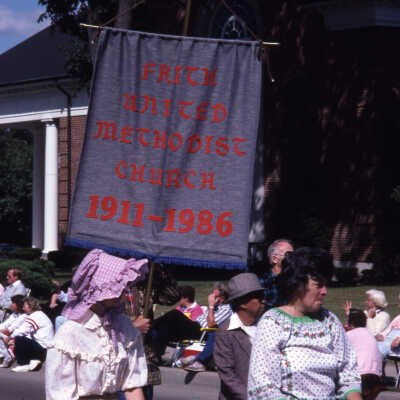 FRITH
UNITED
METHODIST
CHURCH
1911-1986